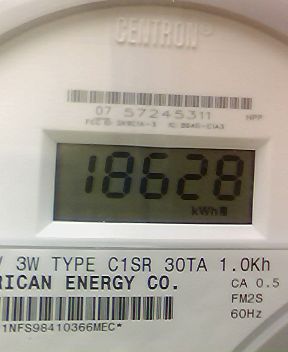 CENTRON®
07 57245311
NPP
18628
kWh
V 3W TYPE C1SR 30TA 1.0Kh
RICAN ENERGY CO.
CA 0.5
FM2S
60Hz
1NFS98410366MEC*